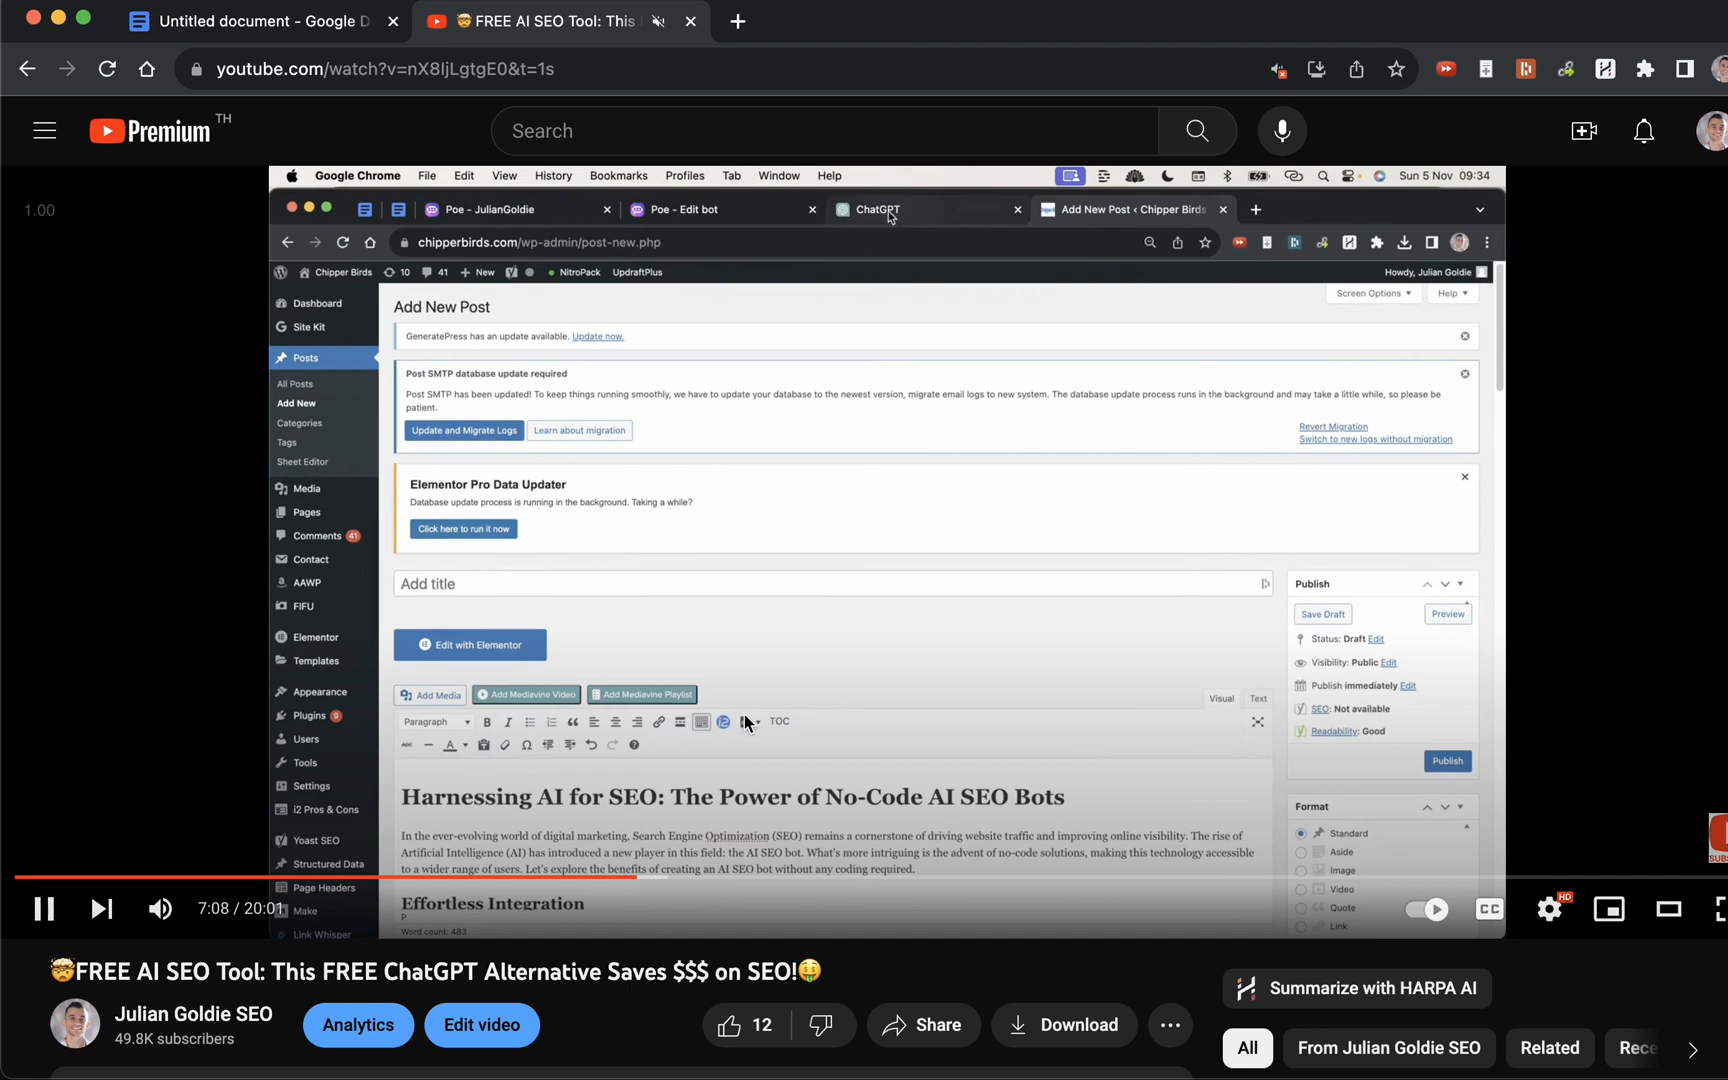 Untitled document - Google D
🤯 FREE AI SEO Tool: This
youtube.com/watch?v=nX8IjLgtgE0&t=1s
Premium TH
Search
1.00
Google Chrome File Edit View History Bookmarks Profiles Tab Window Help
Sun 5 Nov 09:34
Poe - JulianGoldie
Poe - Edit bot
ChatGPT
Add New Post ‹ Chipper Birds
chipperbirds.com/wp-admin/post-new.php
Chipper Birds 10 41 New NitroPack UpdraftPlus
Howdy, Julian Goldie
Dashboard
Site Kit
Posts
All Posts
Add New
Categories
Tags
Sheet Editor
Media
Pages
Comments 41
Contact
AAWP
FIFU
Elementor
Templates
Appearance
Plugins 9
Users
Tools
Settings
i2 Pros & Cons
Yoast SEO
Structured Data
Page Headers
Make
Link Whisper
Add New Post
Screen Options Help
GeneratePress has an update available. Update now.
Post SMTP database update required
Post SMTP has been updated! To keep things running smoothly, we have to update your database to the newest version, migrate email logs to new system. The database update process runs in the background and may take a little while, so please be
patient.
Update and Migrate Logs
Learn about migration
Revert Migration
Switch to new logs without migration
Elementor Pro Data Updater
Database update process is running in the background. Taking a while?
Click here to run it now
Add title
Edit with Elementor
Add Media
Add Mediavine Video
Add Mediavine Playlist
Visual Text
Paragraph
TOC
Harnessing AI for SEO: The Power of No-Code AI SEO Bots
In the ever-evolving world of digital marketing, Search Engine Optimization (SEO) remains a cornerstone of driving website traffic and improving online visibility. The rise of
Artificial Intelligence (AI) has introduced a new player in this field: the AI SEO bot. What's more intriguing is the advent of no-code solutions, making this technology accessible
to a wider range of users. Let's explore the benefits of creating an AI SEO bot without any coding required.
Effortless Integration
P
Word count: 483
Publish
Save Draft
Preview
Status: Draft Edit
Visibility: Public Edit
Publish immediately Edit
SEO: Not available
Readability: Good
Publish
Format
Standard
Aside
Image
Video
Quote
Link
SUBS
7:08 / 20:01
CC
HD
🤯FREE AI SEO Tool: This FREE ChatGPT Alternative Saves $$$ on SEO!🤑
Julian Goldie SEO
49.8K subscribers
Analytics
Edit video
12
Share
Download
Summarize with HARPA AI
All
From Julian Goldie SEO
Related
Rece